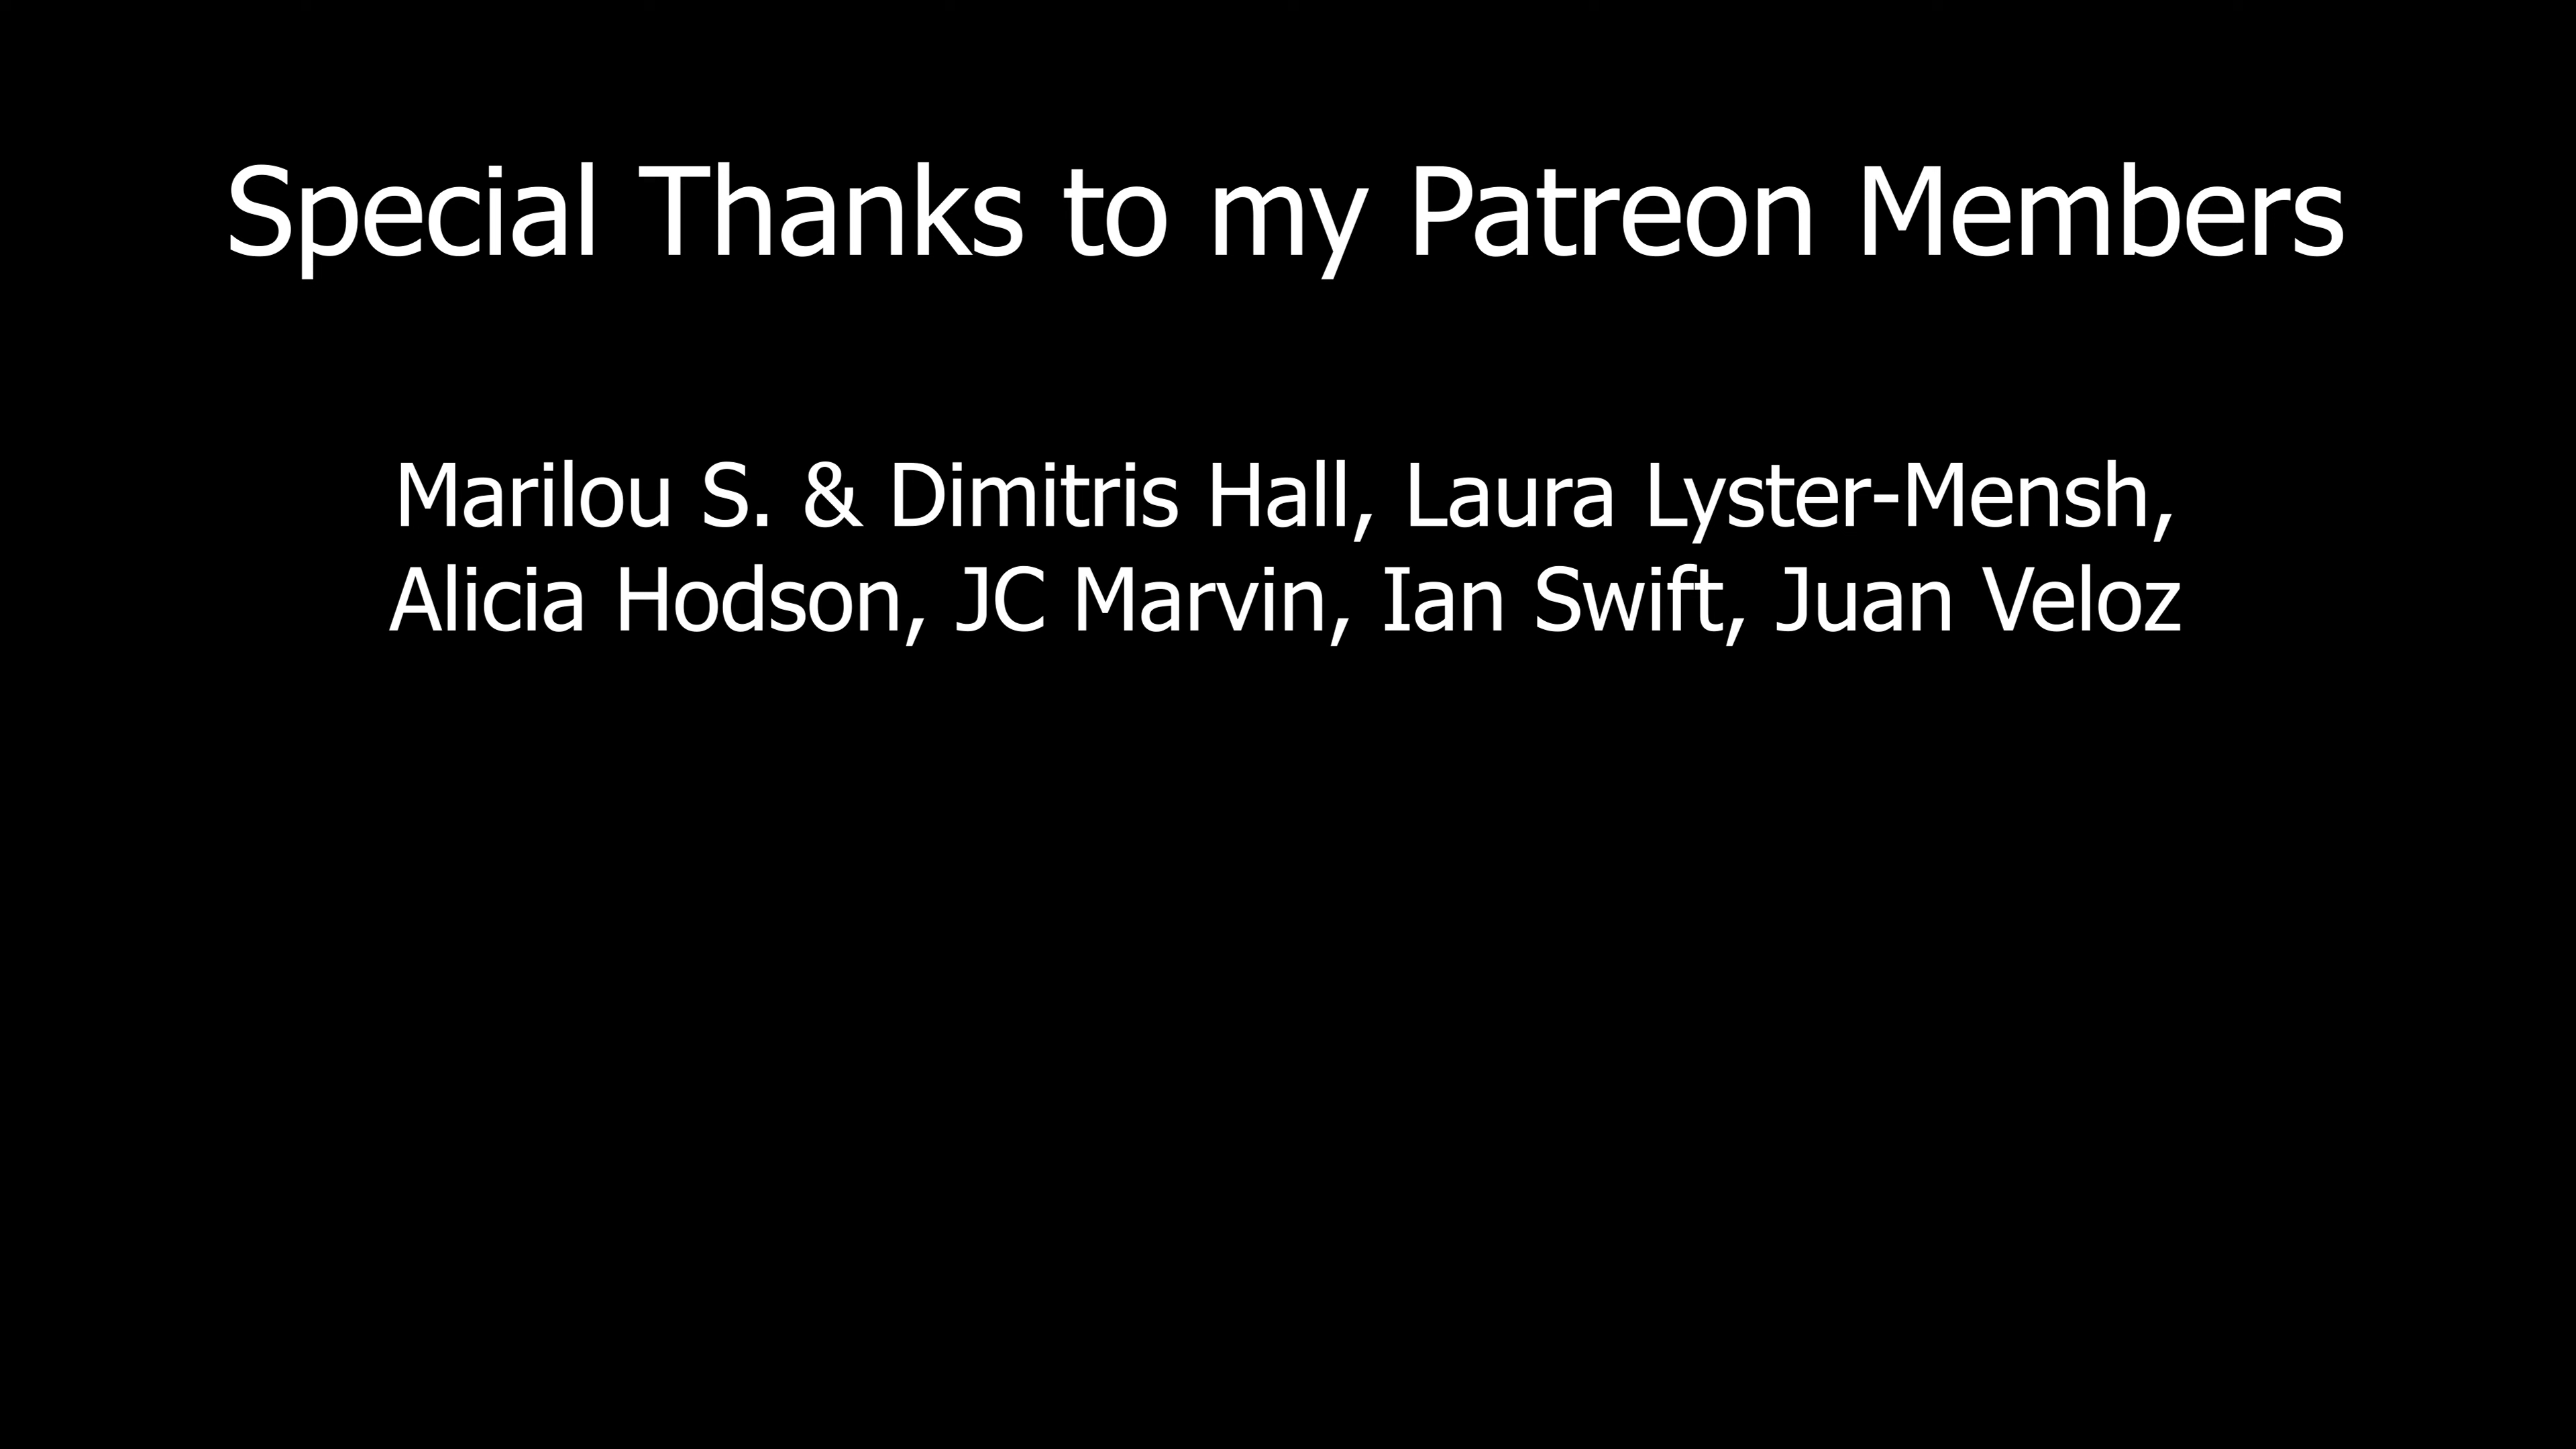 Special Thanks to my Patreon Members
Marilou S. & Dimitris Hall, Laura Lyster-Mensh,
Alicia Hodson, JC Marvin, Ian Swift, Juan Veloz